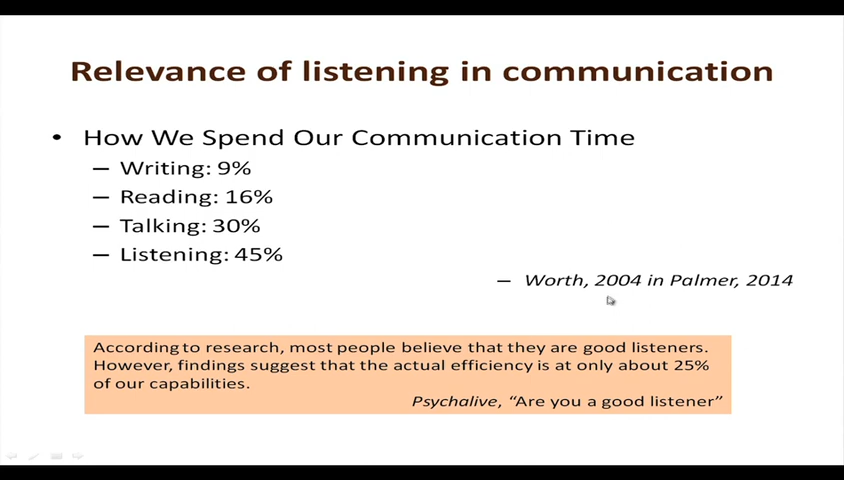 Relevance of listening in communication
• How We Spend Our Communication Time
– Writing: 9%
– Reading: 16%
– Talking: 30%
– Listening: 45%
– Worth, 2004 in Palmer, 2014
According to research, most people believe that they are good listeners.
However, findings suggest that the actual efficiency is at only about 25%
of our capabilities.
Psychalive, “Are you a good listener”